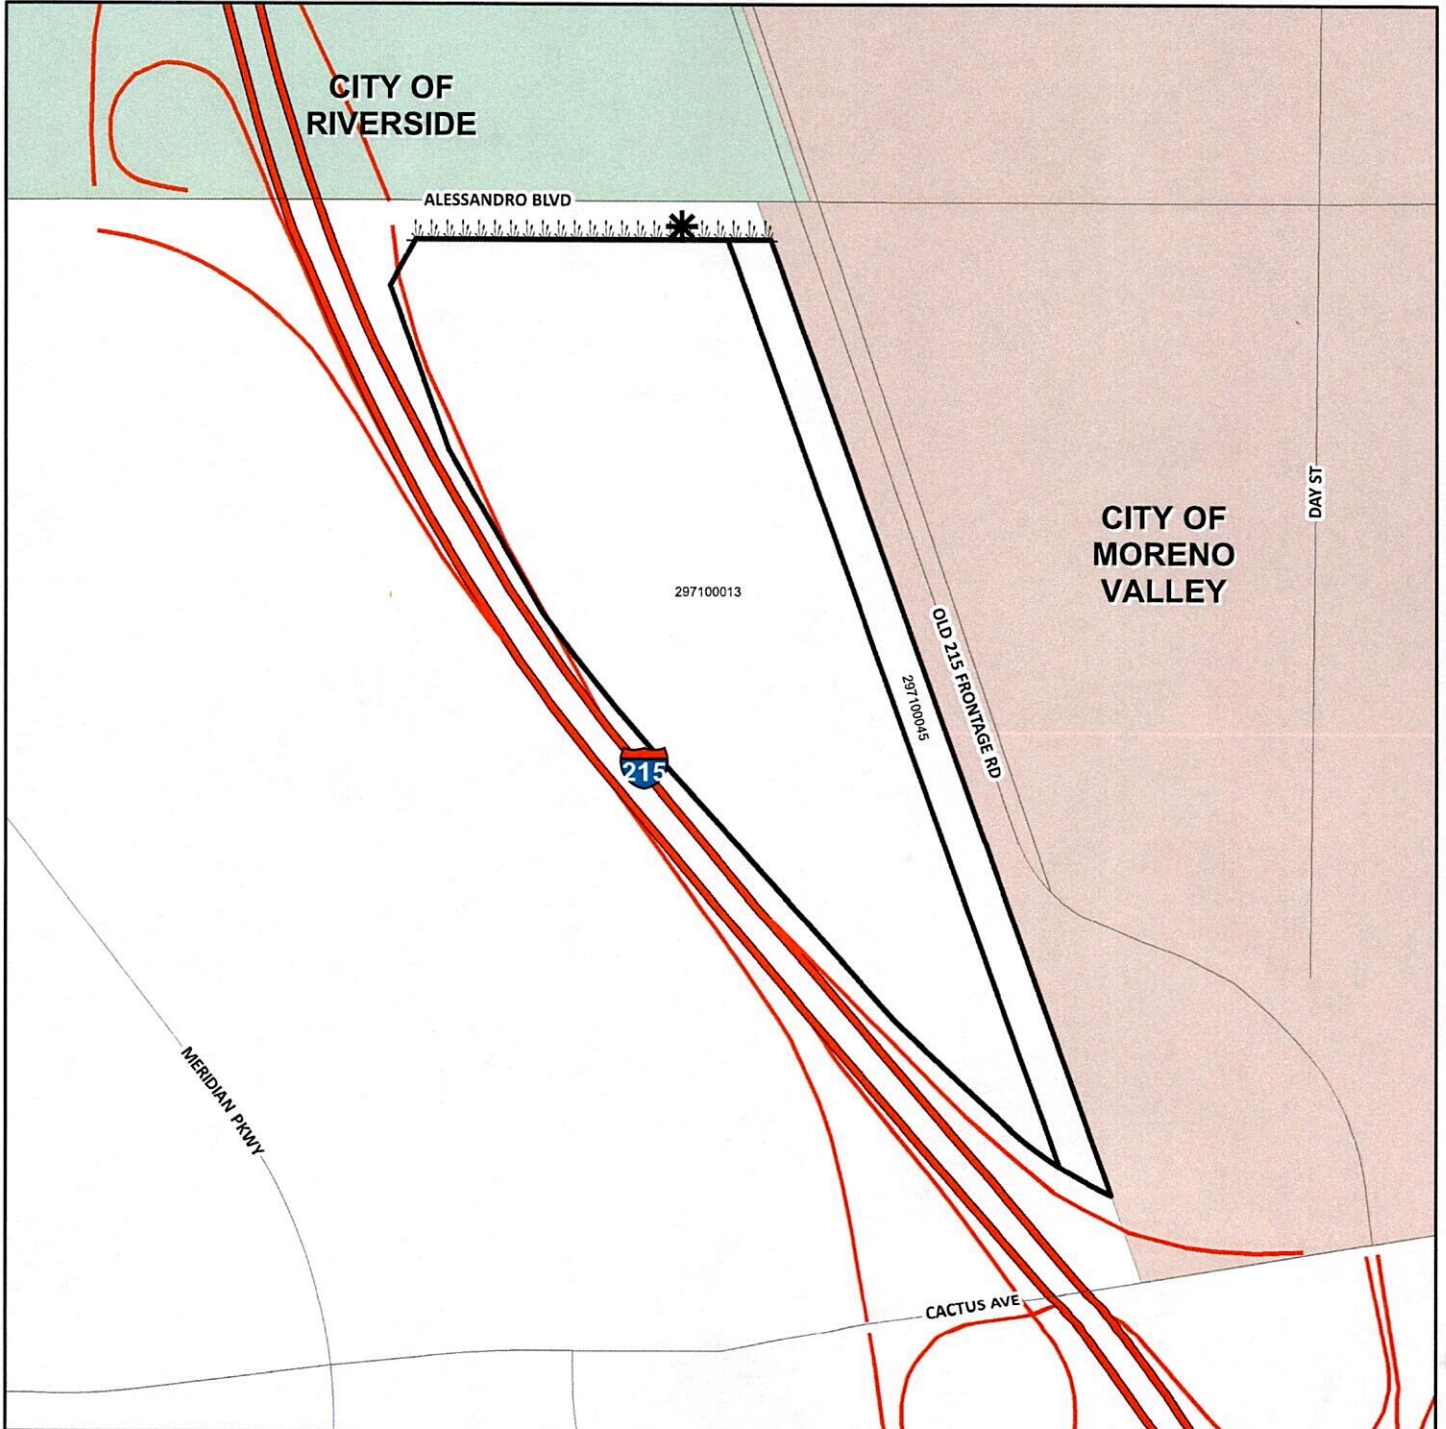 CITY OF
RIVERSIDE
ALESSANDRO BLVD
CITY OF
MORENO
VALLEY
DAY ST
297100013
OLD 215 FRONTAGE RD
297100045
215
MERIDIAN PKWY
CACTUS AVE